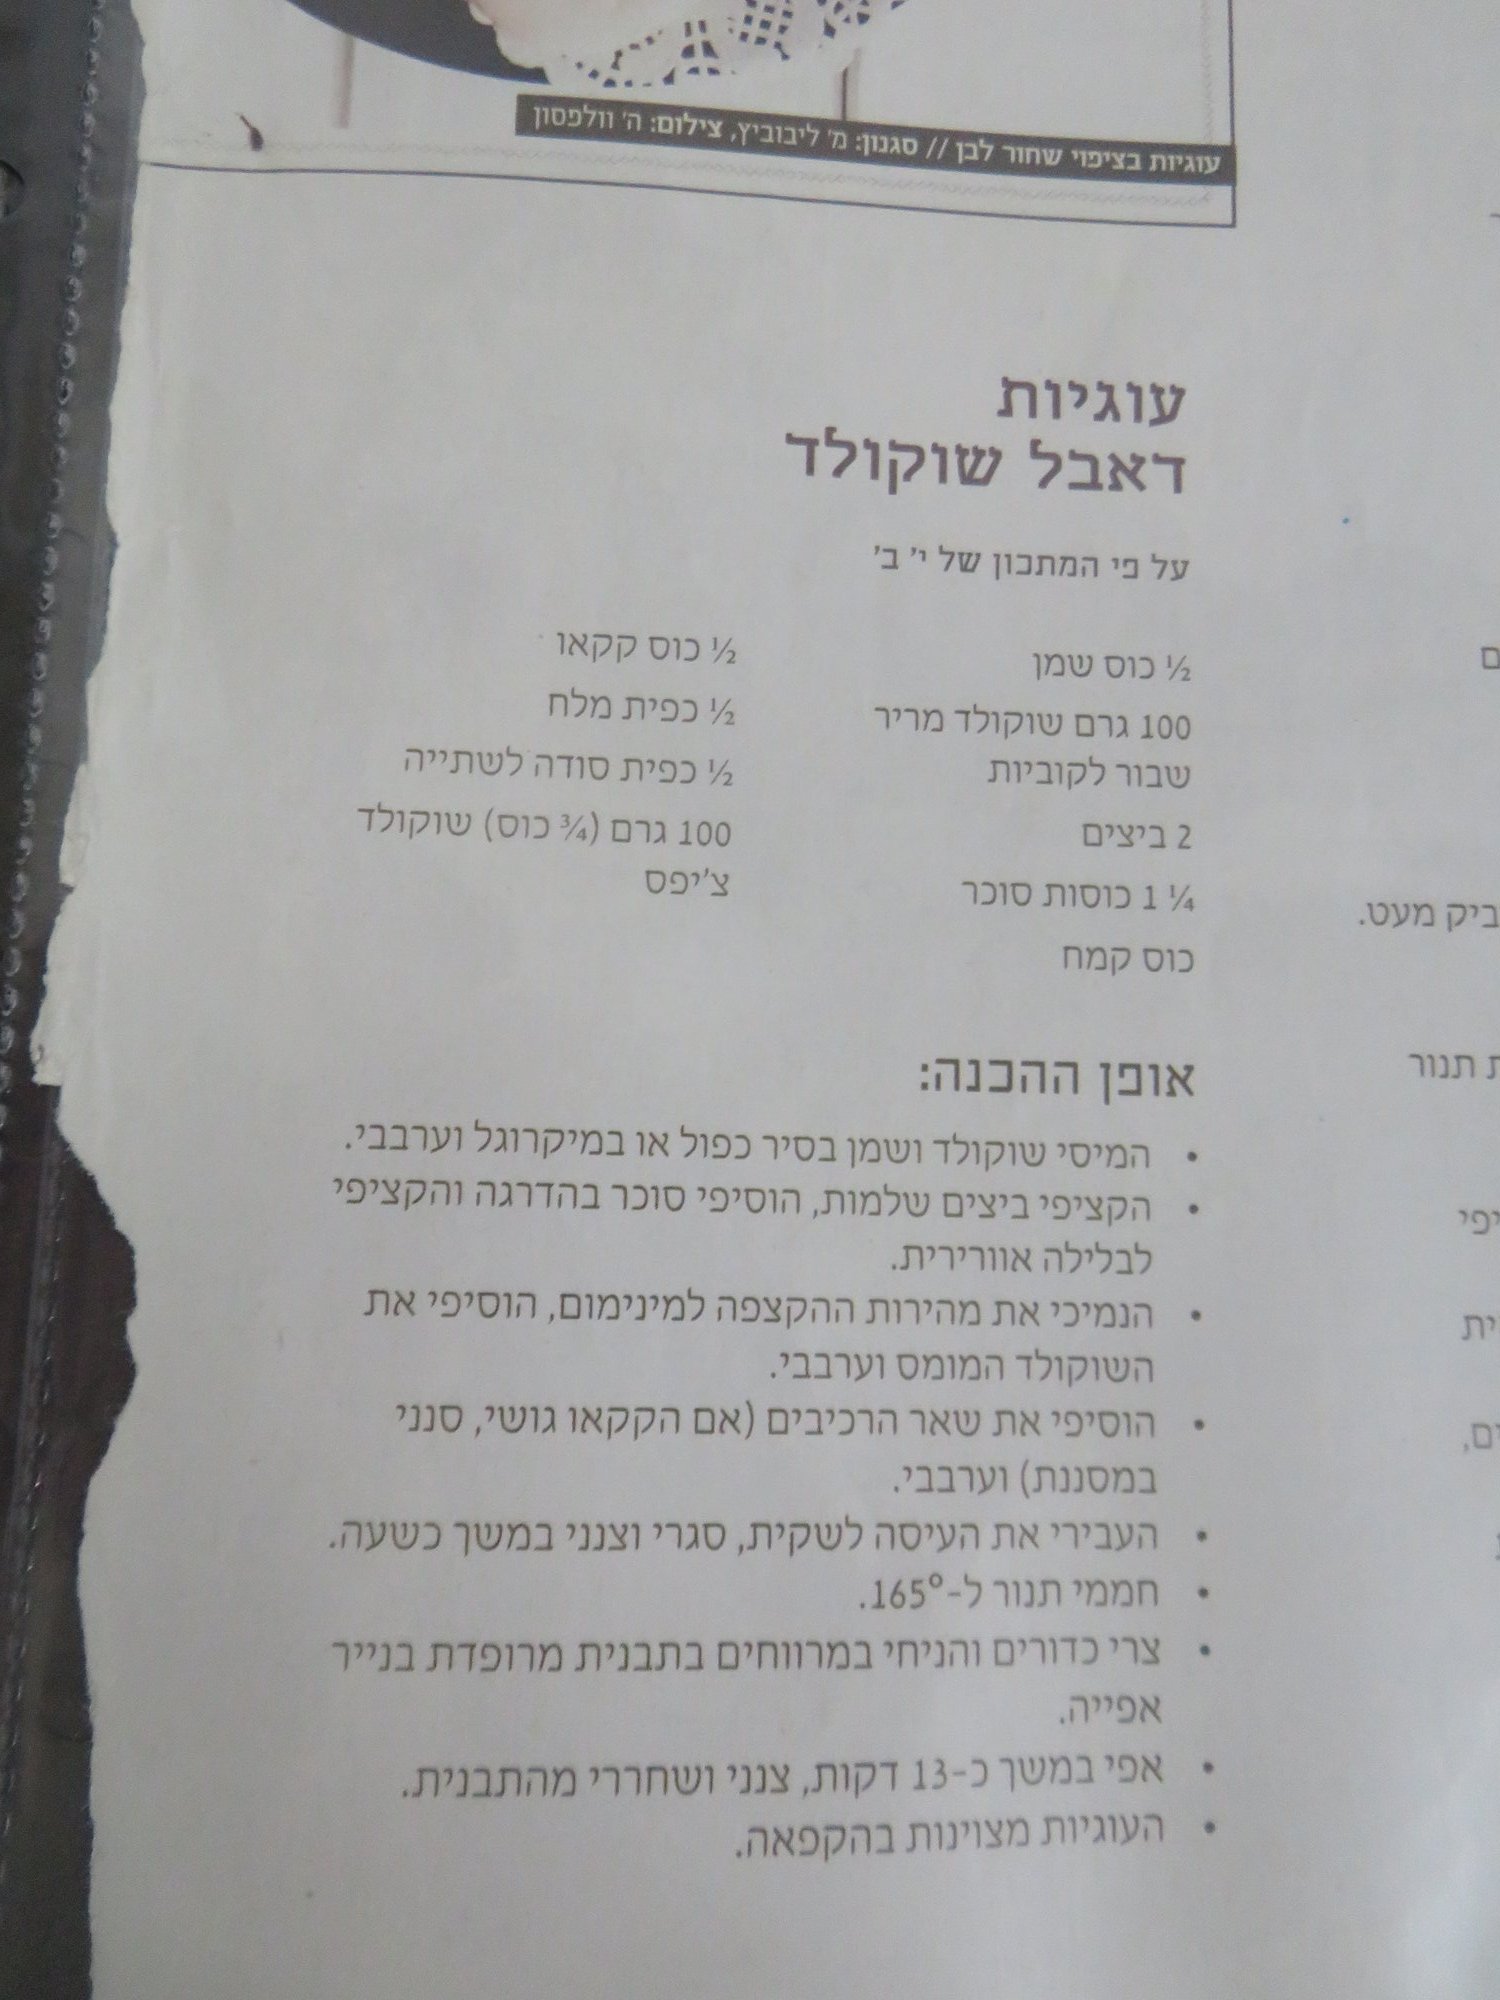 עוגיות בציפוי שחור לבן // סגנון: מ' ליבוביץ, צילום: ה' וולפסון
עוגיות
דאבל שוקולד
על פי המתכון של י' ב'
½ כוס שמן
100 גרם שוקולד מריר
שבור לקוביות
2 ביצים
1 ¼ כוסות סוכר
כוס קמח
½ כוס קקאו
½ כפית מלח
½ כפית סודה לשתייה
100 גרם (¾ כוס) שוקולד
צ'יפס
אופן ההכנה:
• המיסי שוקולד ושמן בסיר כפול או במיקרוגל וערבבי.
• הקציפי ביצים שלמות, הוסיפי סוכר בהדרגה והקציפי
לבלילה אוורירית.
• הנמיכי את מהירות ההקצפה למינימום, הוסיפי את
השוקולד המומס וערבבי.
• הוסיפי את שאר הרכיבים (אם הקקאו גושי, סנני
במסננת) וערבבי.
• העבירי את העיסה לשקית, סגרי וצנני במשך כשעה.
• חממי תנור ל-165°.
• צרי כדורים והניחי במרווחים בתבנית מרופדת בנייר
אפייה.
• אפי במשך כ-13 דקות, צנני ושחררי מהתבנית.
• העוגיות מצוינות בהקפאה.
מעט.
תנור